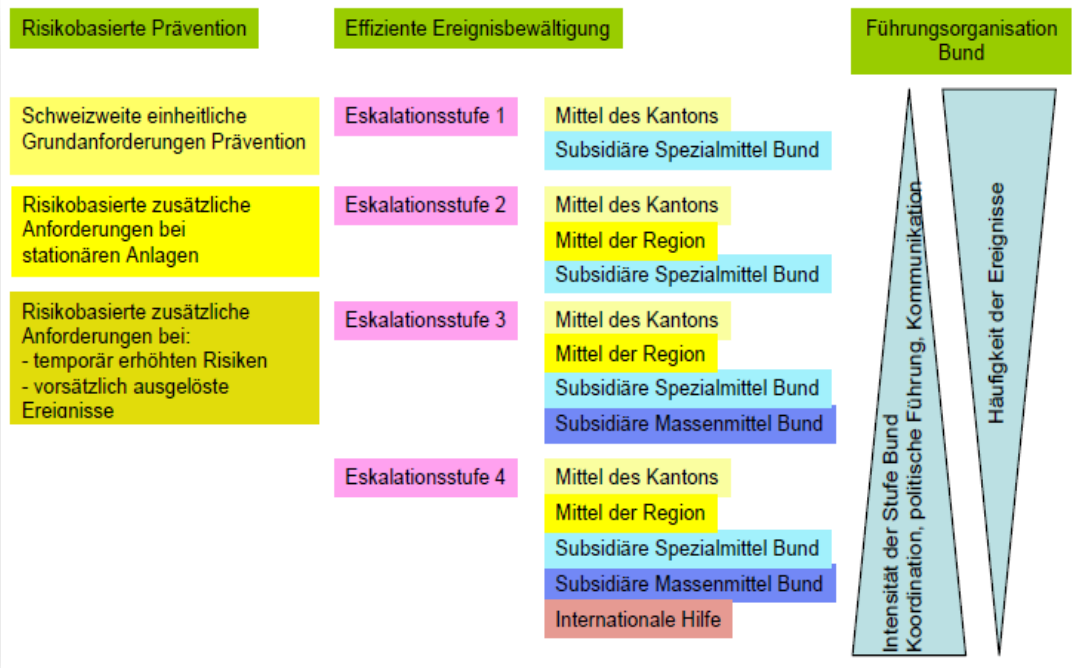 Risikobasierte Prävention
Effiziente Ereignisbewältigung
Führungsorganisation
Bund
Schweizweite einheitliche
Grundanforderungen Prävention
Eskalationsstufe 1
Mittel des Kantons
Subsidiäre Spezialmittel Bund
Risikobasierte zusätzliche
Anforderungen bei
stationären Anlagen
Eskalationsstufe 2
Mittel des Kantons
Mittel der Region
Subsidiäre Spezialmittel Bund
Risikobasierte zusätzliche
Anforderungen bei:
- temporär erhöhten Risiken
- vorsätzlich ausgelöste
Ereignisse
Eskalationsstufe 3
Mittel des Kantons
Mittel der Region
Subsidiäre Spezialmittel Bund
Subsidiäre Massenmittel Bund
Eskalationsstufe 4
Mittel des Kantons
Mittel der Region
Subsidiäre Spezialmittel Bund
Subsidiäre Massenmittel Bund
Internationale Hilfe
Intensität der Stufe Bund
Koordination, politische Führung, Kommunikation
Häufigkeit der Ereignisse